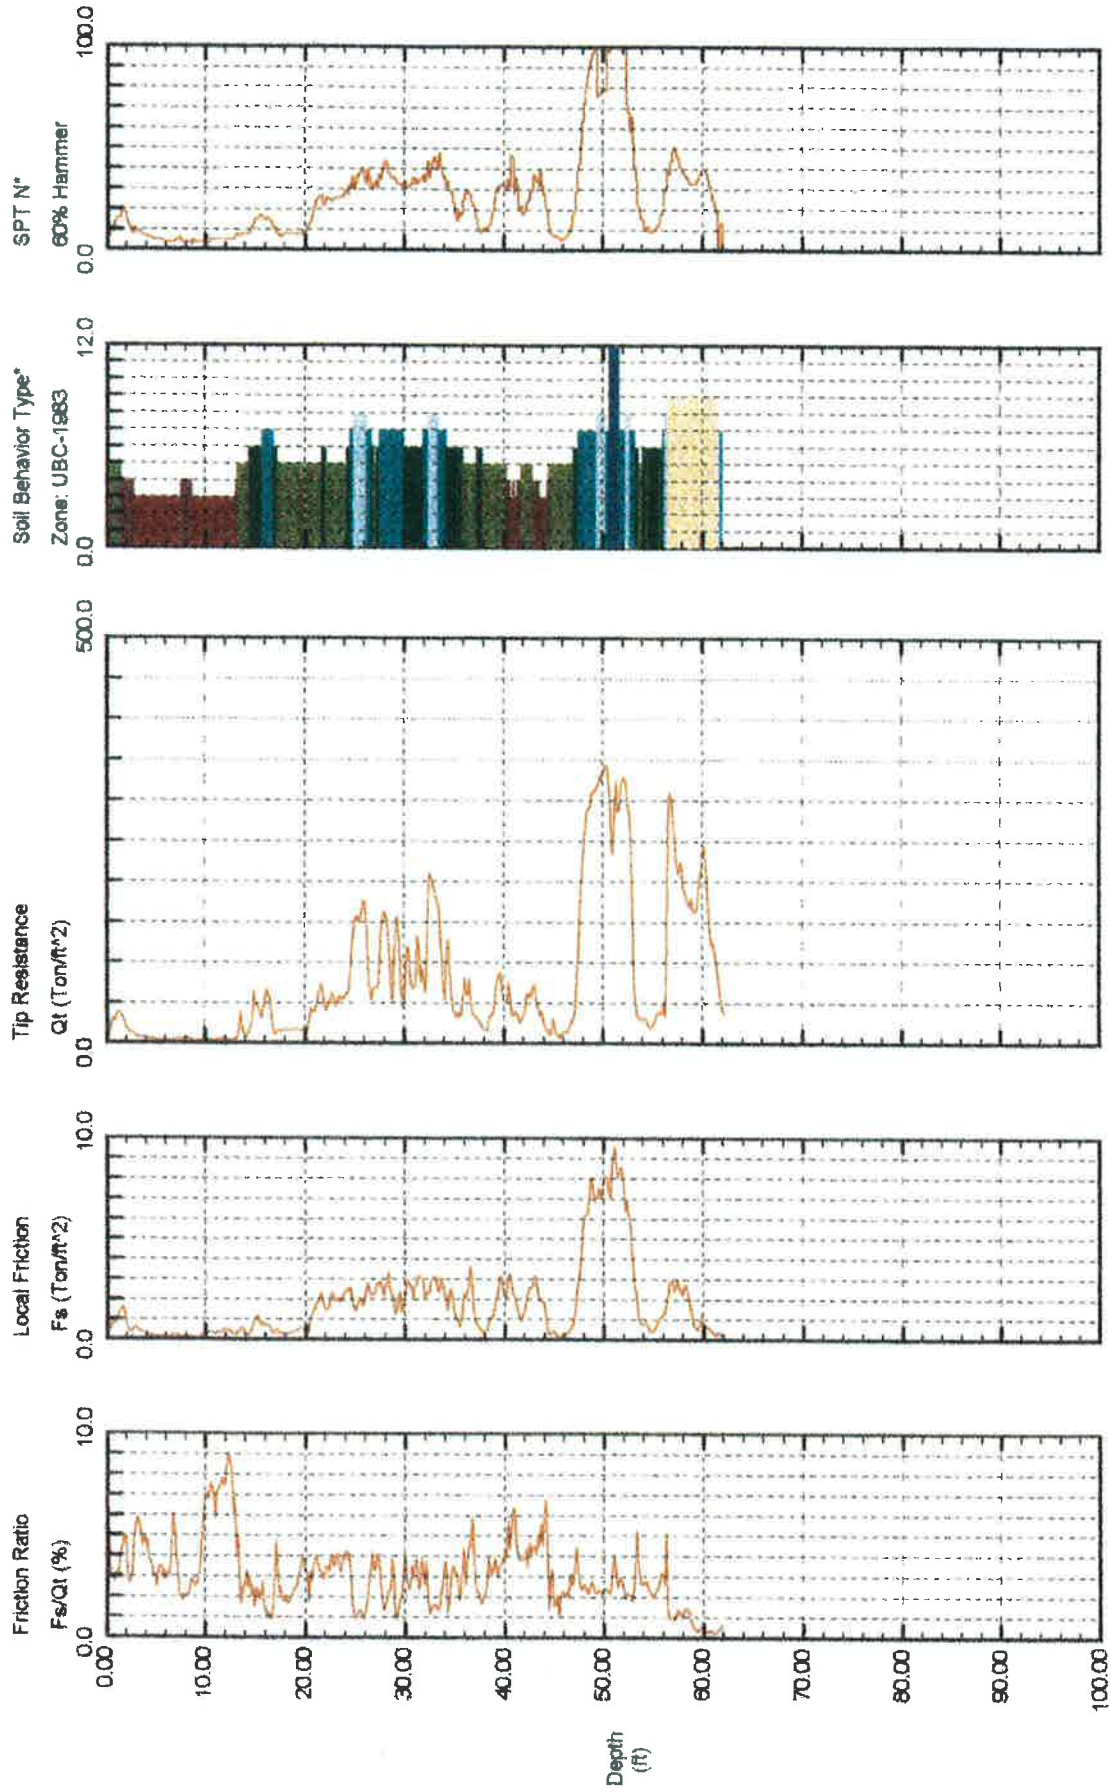 Friction Ratio
Fs/Qt (%)
0.0
10.0
Local Friction
Fs (Ton/ft^2)
0.0
10.0
Tip Resistance
Qt (Ton/ft^2)
0.0
500.0
Soil Behavior Type*
Zone: UBC-1983
0.0
12.0
SPT N*
60% Hammer
0.0
100.0
0.00
10.00
20.00
30.00
40.00
50.00
60.00
70.00
80.00
90.00
100.00
Depth
(ft)